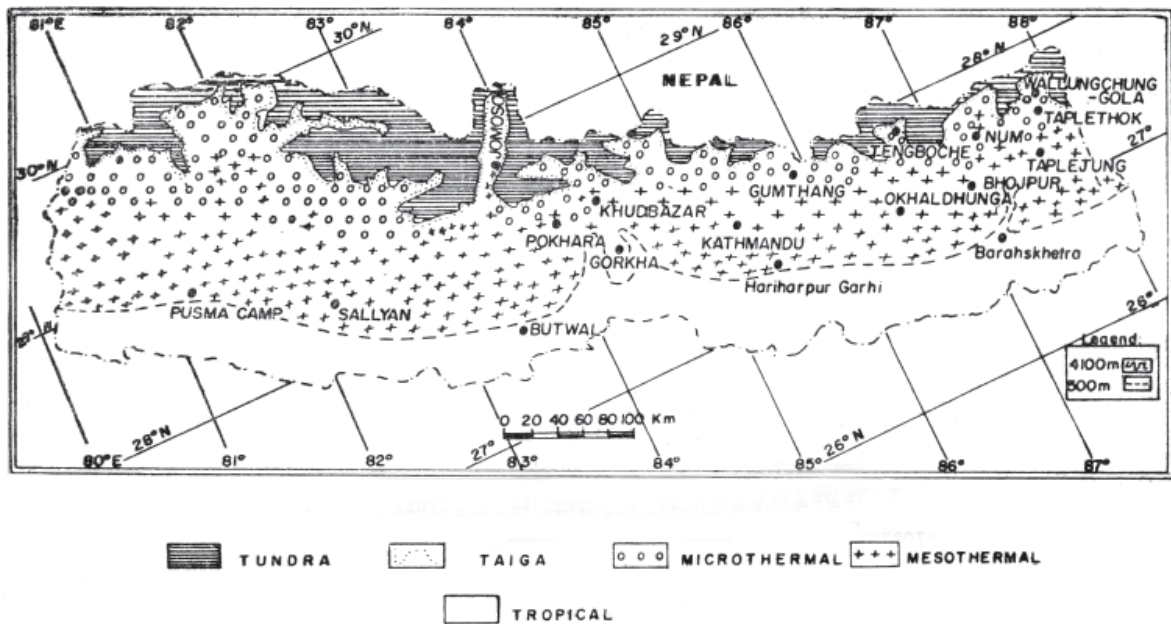 81°E 82° 83° 84° 85° 86° 87° 88°
30°N 29°N 28°N
NEPAL
WALLUNGCHUNG
-GOLA
TAPLETHOK
27°
JOMOSOM
NUM
TENGBOCHE
TAPLEJUNG
30°N
GUMTHANG
BHOJPUR
KHUDBAZAR
OKHALDHUNGA
POKHARA
KATHMANDU
GORKHA
Barahskhetra
Hariharpur Garhi
PUSMA CAMP
SALLYAN
26°
BUTWAL
Legend:
4100m
500m
0 20 40 60 80 100 Km
28°N 27° 26°N
80°E 81° 82° 83° 84° 85° 86° 87°
TUNDRA TAIGA MICROTHERMAL MESOTHERMAL
TROPICAL